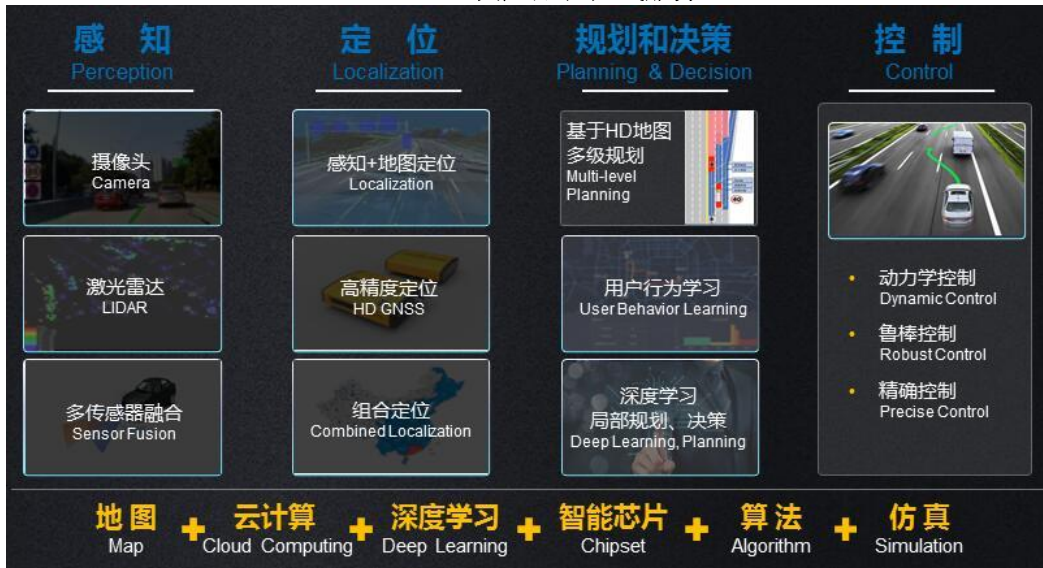 感 知
Perception
定 位
Localization
规划和决策
Planning & Decision
控 制
Control
摄像头
Camera
激光雷达
LIDAR
多传感器融合
Sensor Fusion
感知+地图定位
Localization
高精度定位
HD GNSS
组合定位
Combined Localization
基于HD地图
多级规划
Multi-level
Planning
用户行为学习
User Behavior Learning
深度学习
局部规划、决策
Deep Learning, Planning
• 动力学控制
Dynamic Control
• 鲁棒控制
Robust Control
• 精确控制
Precise Control
地 图 + 云计算 + 深度学习 + 智能芯片 + 算 法 + 仿 真
Map Cloud Computing Deep Learning Chipset Algorithm Simulation